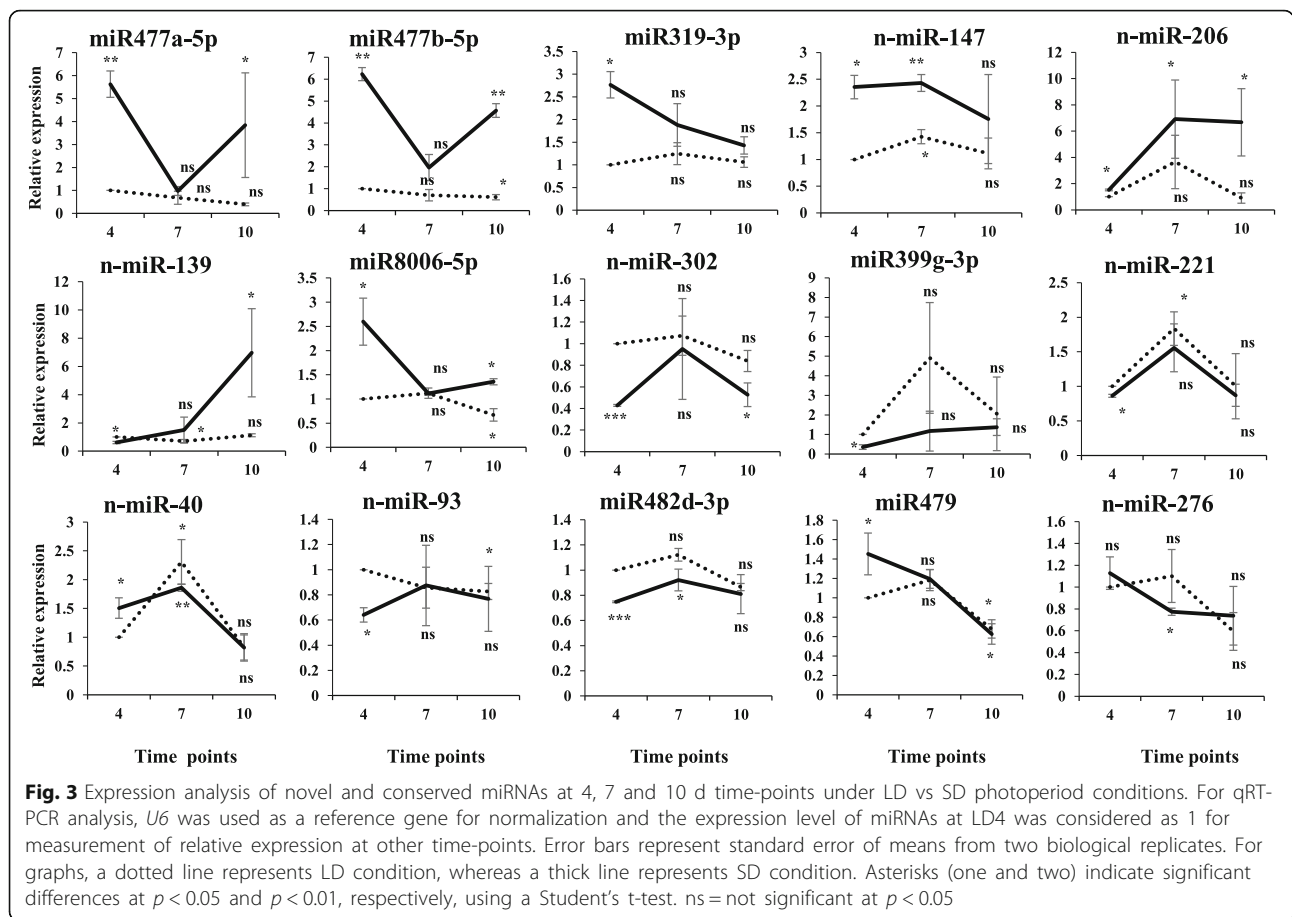 miR477a-5p miR477b-5p miR319-3p n-miR-147 n-miR-206
Relative expression
7 6 5 4 3 2 1 0
** ns ns * ns
4 7 10
7 6 5 4 3 2 1 0
** ns ns ** *
4 7 10
3.5 3 2.5 2 1.5 1 0.5 0
* ns ns ns ns
4 7 10
3 2.5 2 1.5 1 0.5 0
* ** * ns ns
4 7 10
14 12 10 8 6 4 2 0
* * ns * ns
4 7 10
n-miR-139 miR8006-5p n-miR-302 miR399g-3p n-miR-221
Relative expression
12 10 8 6 4 2 0
* ns * * ns
4 7 10
3.5 3 2.5 2 1.5 1 0.5 0
* ns * *
4 7 10
1.6 1.4 1.2 1 0.8 0.6 0.4 0.2 0
*** ns ns *
4 7 10
9 8 7 6 5 4 3 2 1 0
* ns ns ns ns
4 7 10
2.5 2 1.5 1 0.5 0
* * ns ns ns
4 7 10
n-miR-40 n-miR-93 miR482d-3p miR479 n-miR-276
Relative expression
3 2.5 2 1.5 1 0.5 0
* * ** ns ns
4 7 10
1.4 1.2 1 0.8 0.6 0.4 0.2 0
* ns ns * ns
4 7 10
1.4 1.2 1 0.8 0.6 0.4 0.2 0
*** ns * ns ns
4 7 10
1.8 1.6 1.4 1.2 1 0.8 0.6 0.4 0.2 0
* ns ns * *
4 7 10
1.6 1.4 1.2 1 0.8 0.6 0.4 0.2 0
ns ns * ns ns
4 7 10
Time points Time points Time points Time points Time points
Fig. 3 Expression analysis of novel and conserved miRNAs at 4, 7 and 10 d time-points under LD vs SD photoperiod conditions. For qRT-
PCR analysis, U6 was used as a reference gene for normalization and the expression level of miRNAs at LD4 was considered as 1 for
measurement of relative expression at other time-points. Error bars represent standard error of means from two biological replicates. For
graphs, a dotted line represents LD condition, whereas a thick line represents SD condition. Asterisks (one and two) indicate significant
differences at p < 0.05 and p < 0.01, respectively, using a Student's t-test. ns = not significant at p < 0.05